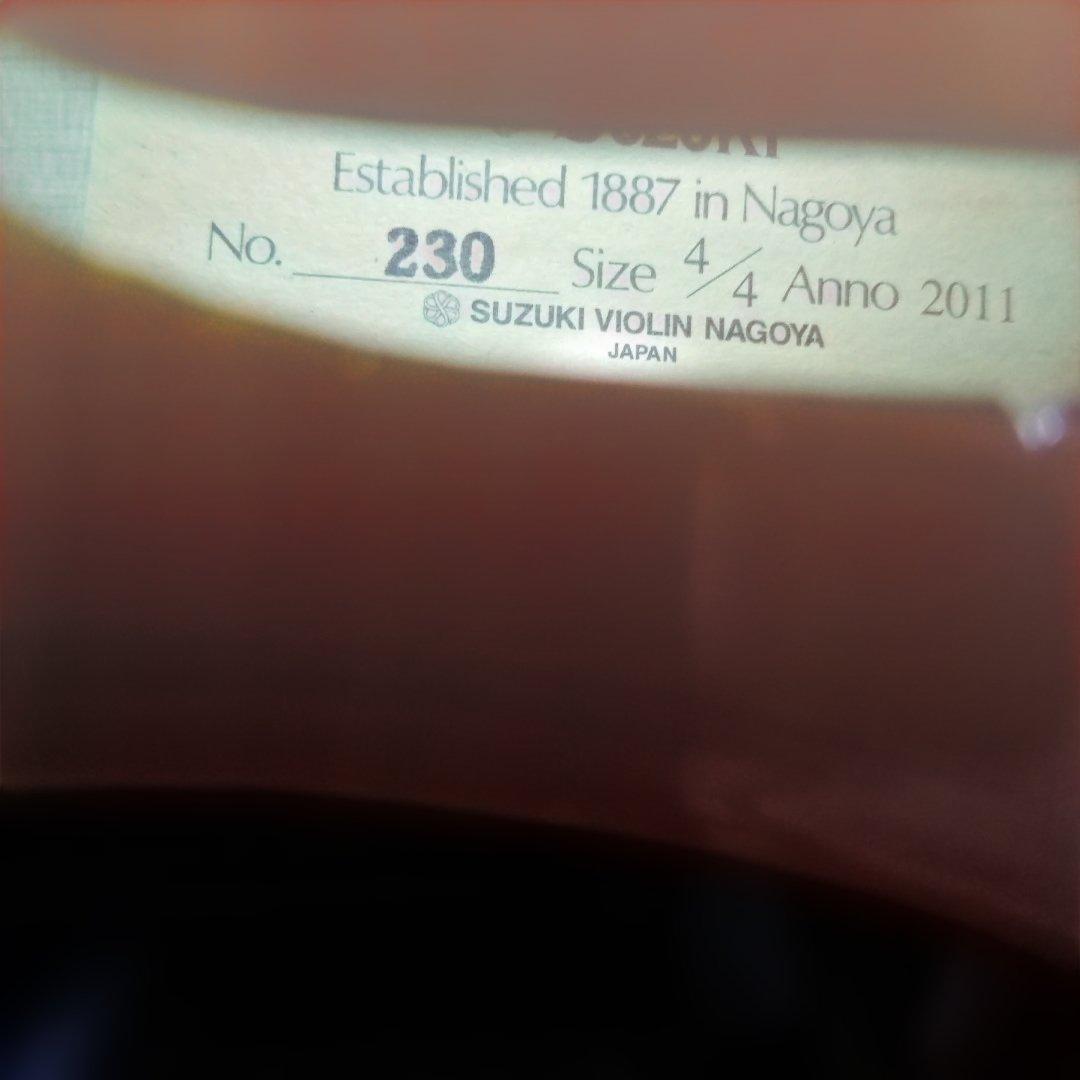 Established 1887 in Nagoya
No. 230 Size 4/4 Anno 2011
SUZUKI VIOLIN NAGOYA
JAPAN